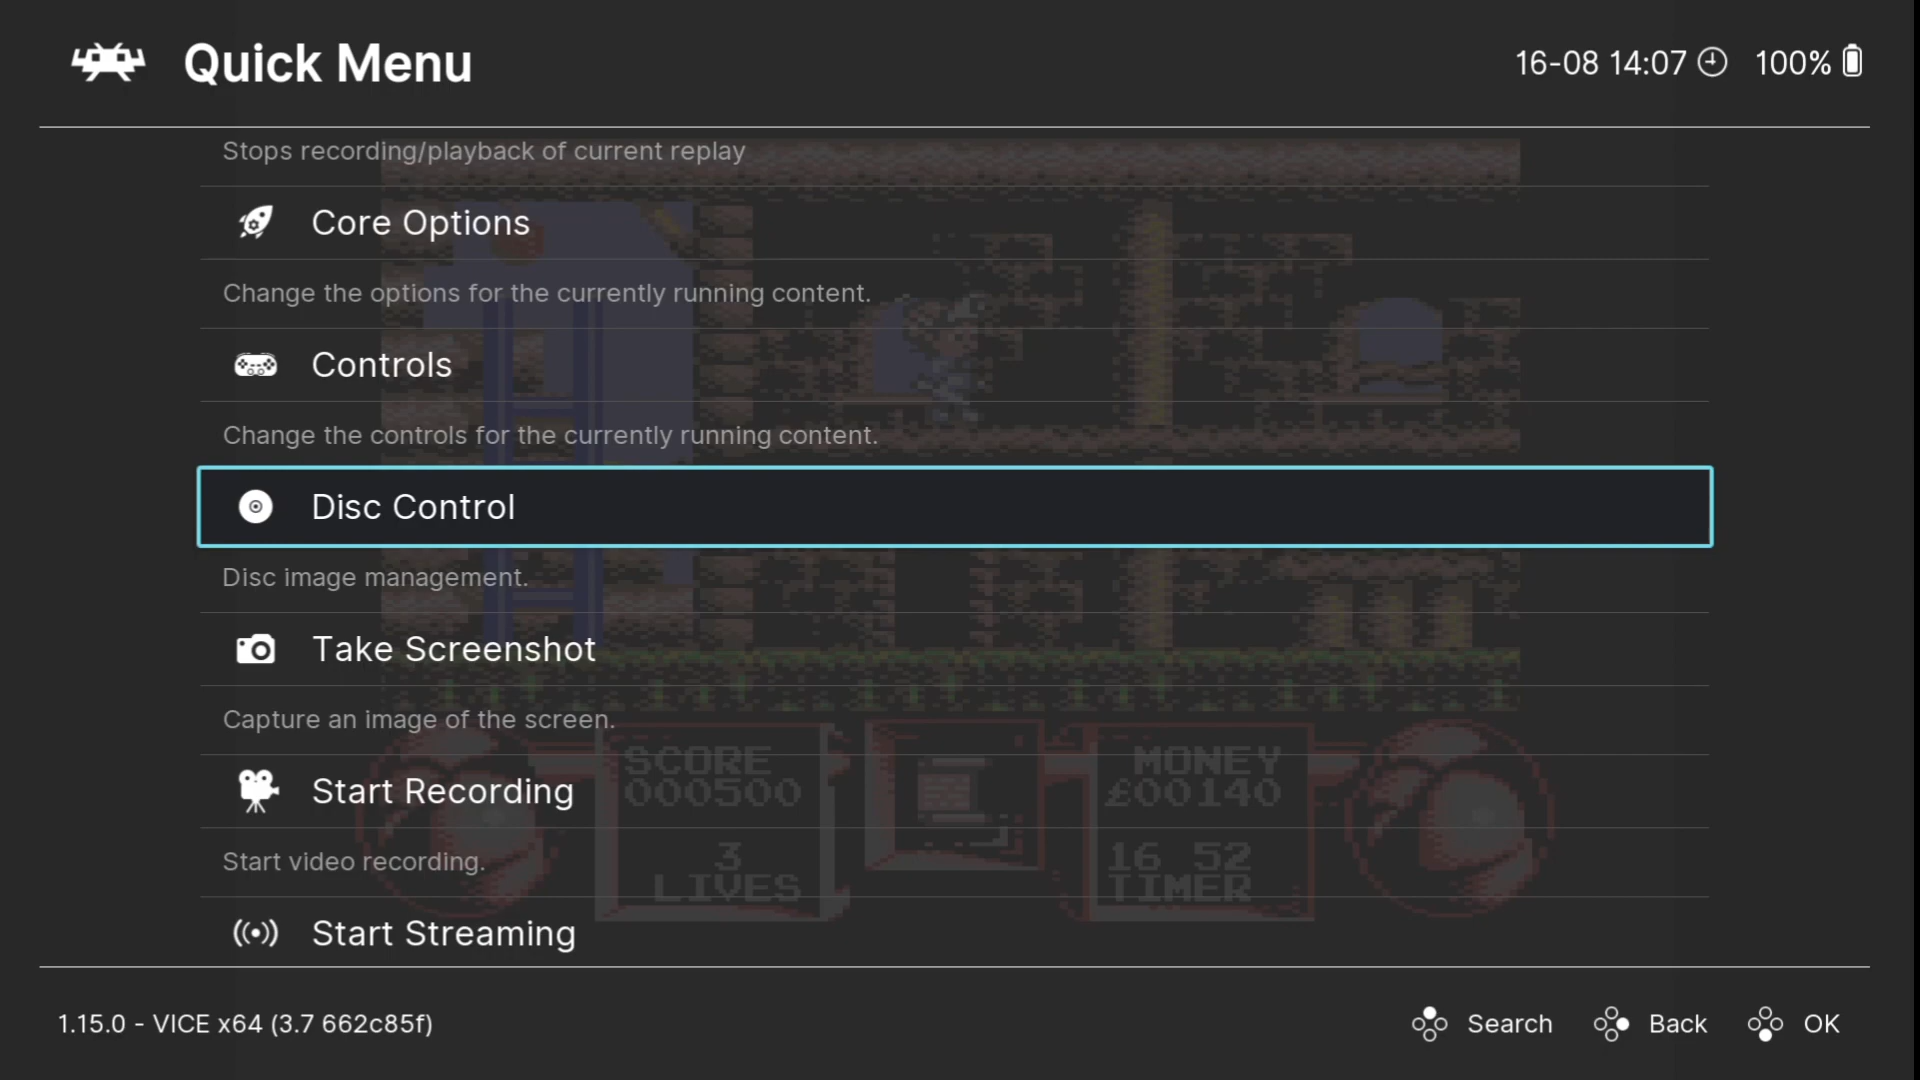 Quick Menu
16-08 14:07
100%
Stops recording/playback of current replay
Core Options
Change the options for the currently running content.
Controls
Change the controls for the currently running content.
Disc Control
Disc image management.
Take Screenshot
Capture an image of the screen.
Start Recording
Start video recording.
Start Streaming
SCORE
000500
3
LIVES
MONEY
£00140
16 52
TIMER
1.15.0 - VICE x64 (3.7 662c85f)
Search
Back
OK